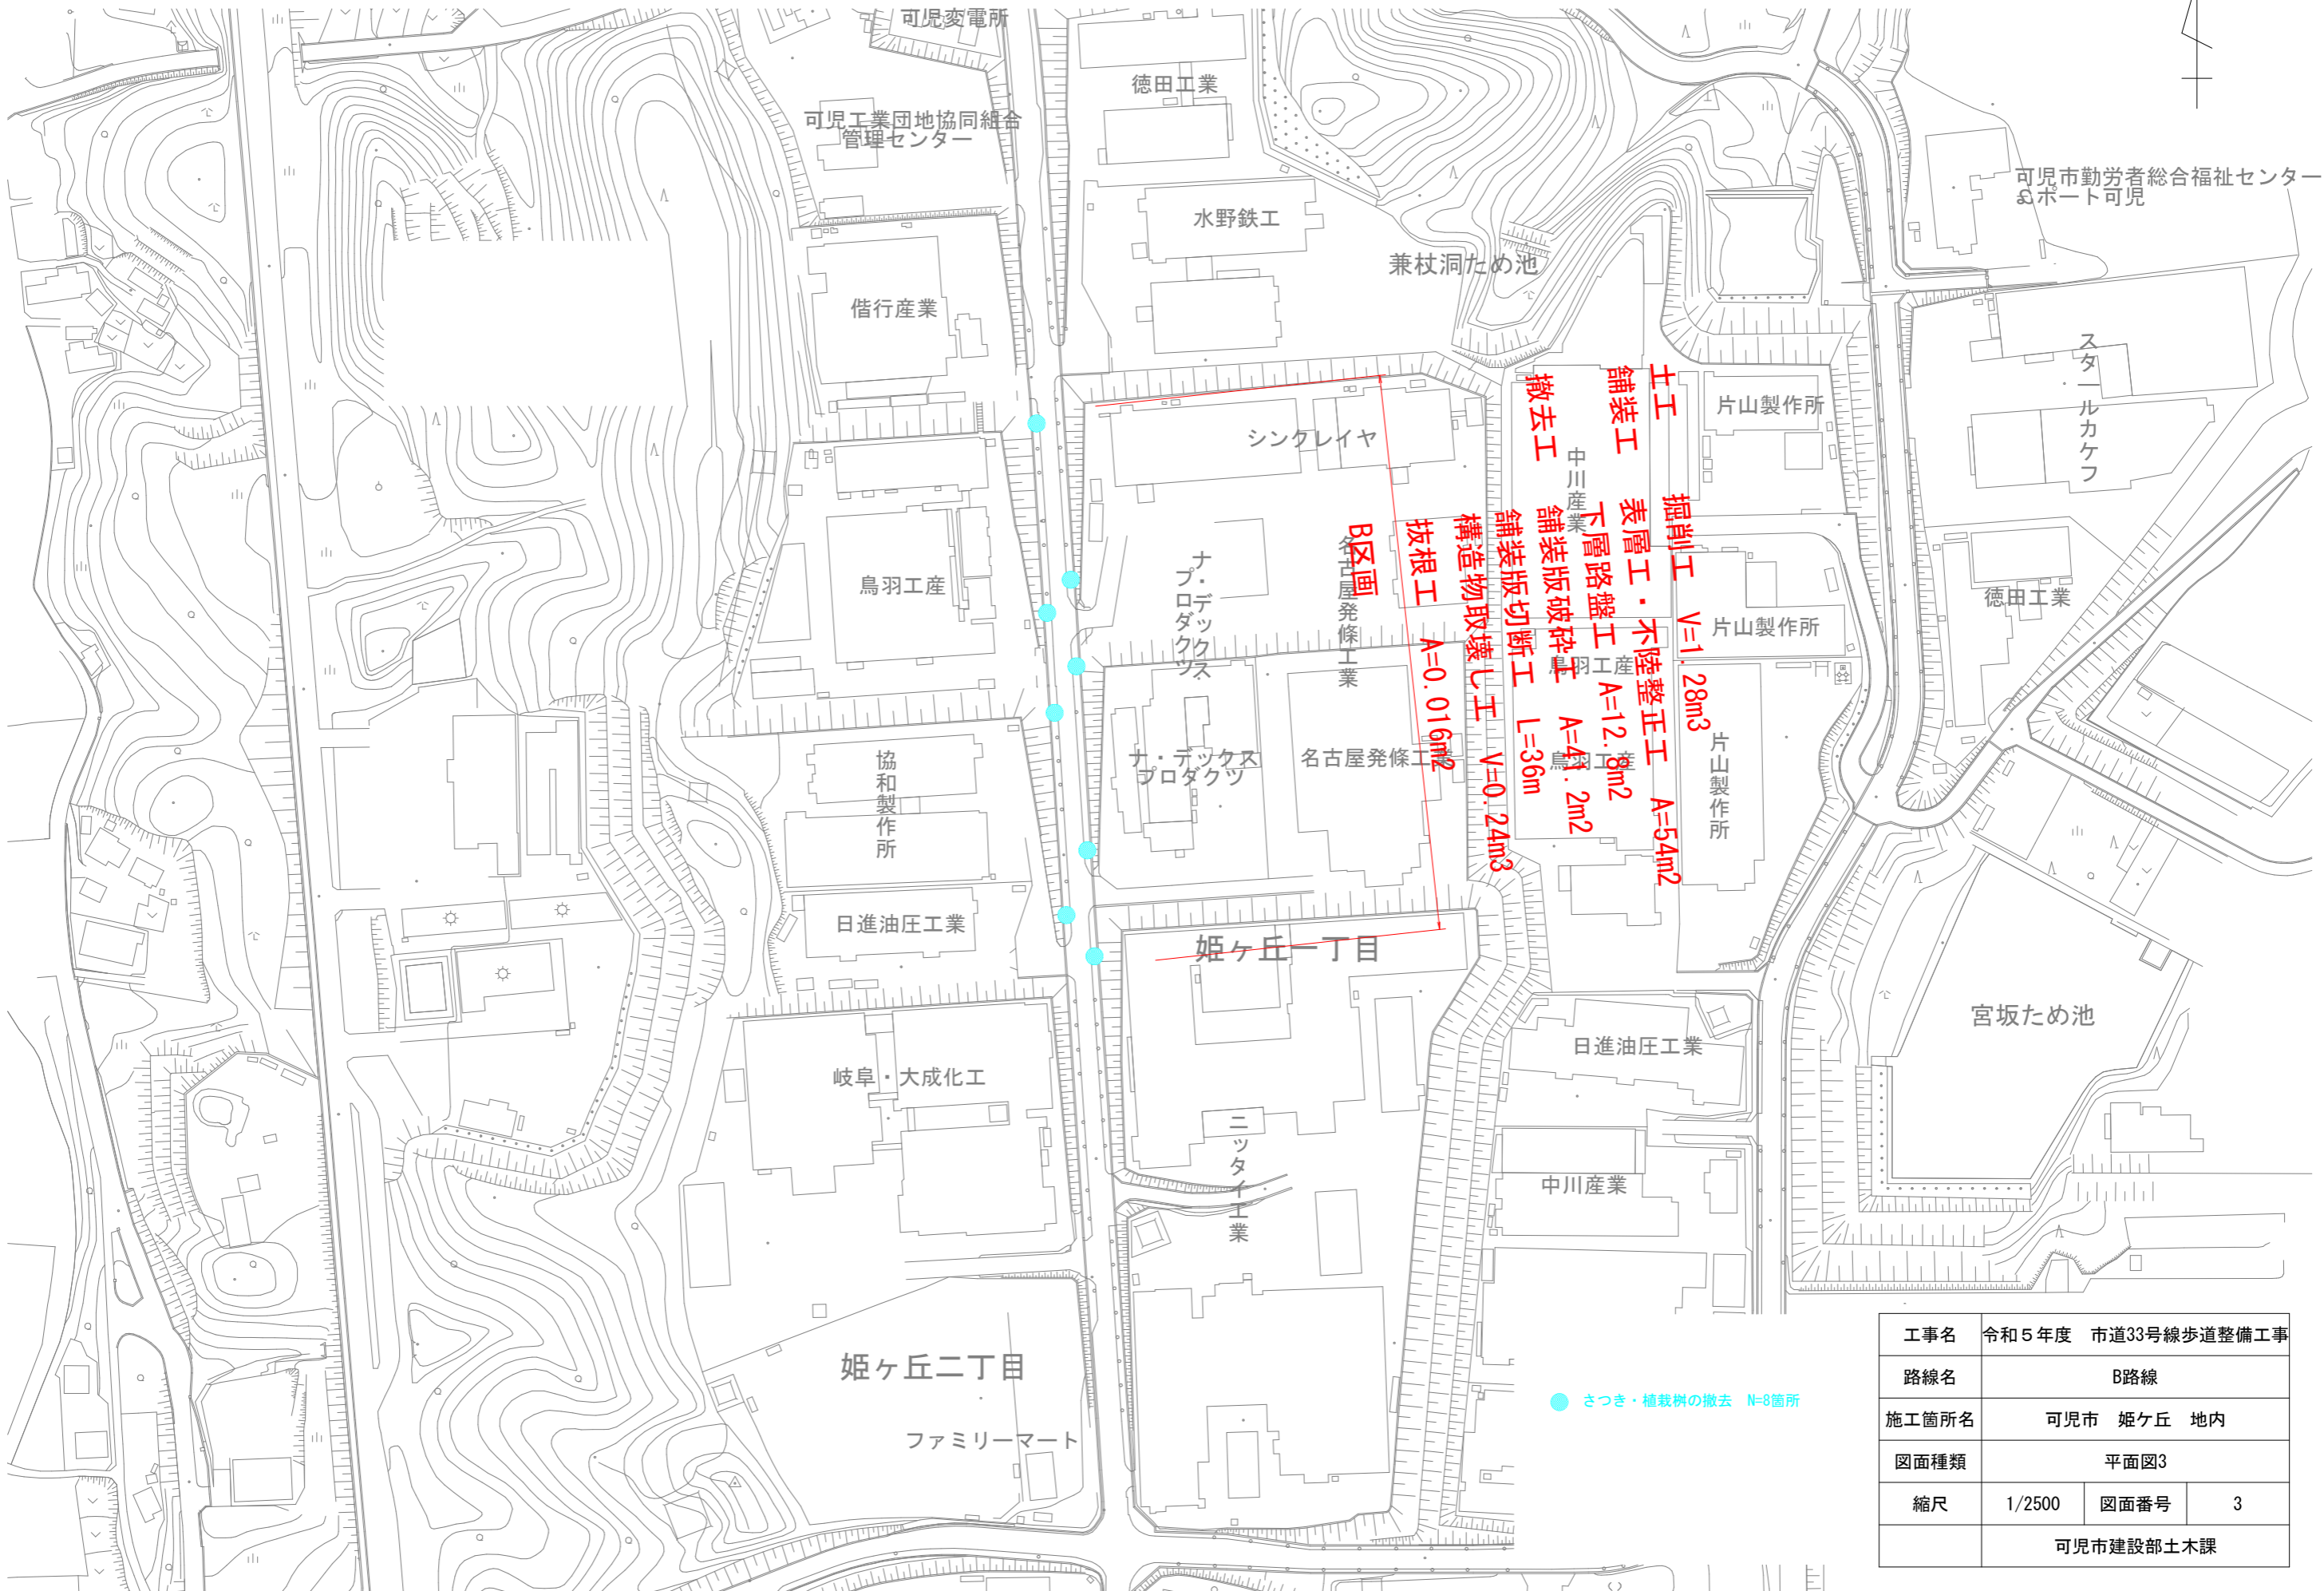 可児変電所
徳田工業
可児工業団地協同組合
管理センター
可児市勤労者総合福祉センター
&ポート可児
水野鉄工
兼杖洞ため池
偕行産業
スタールカケフ
片山製作所
シンクレイヤ
中川産業
土工 掘削工 V=1.28m3
舗装工 表層工・不陸整正工 A=54m2
下層路盤工 A=12.8m2
撤去工 舗装版破砕工 A=41.2m2
舗装版切断工 L=36m
構造物取壊し工 V=0.24m3
抜根工 A=0.016m2
B区画
鳥羽工産
ナ・デックス
プロダクツ
名古屋発條工業
徳田工業
片山製作所
鳥羽工産
協和製作所
ナ・デックス
プロダクツ
名古屋発條工業
鳥羽工産
片山製作所
日進油圧工業
姫ヶ丘一丁目
宮坂ため池
日進油圧工業
岐阜・大成化工
ニッタイ工業
中川産業
姫ヶ丘二丁目
ファミリーマート
さつき・植栽桝の撤去 N=8箇所
工事名 令和5年度 市道33号線歩道整備工事
路線名 B路線
施工箇所名 可児市 姫ケ丘 地内
図面種類 平面図3
縮尺 1/2500 図面番号 3
可児市建設部土木課